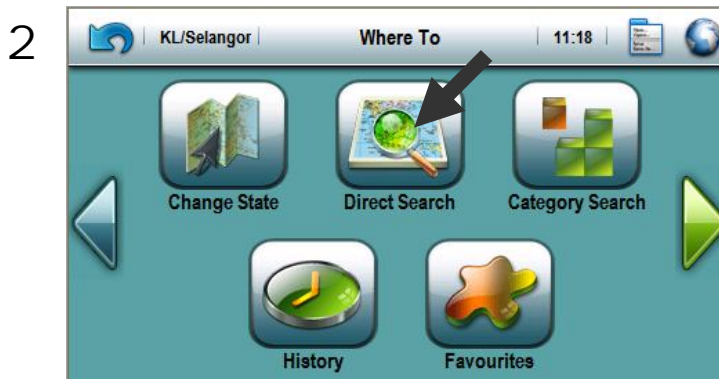 2
KL/Selangor Where To 11:18
Change State Direct Search Category Search
History Favourites